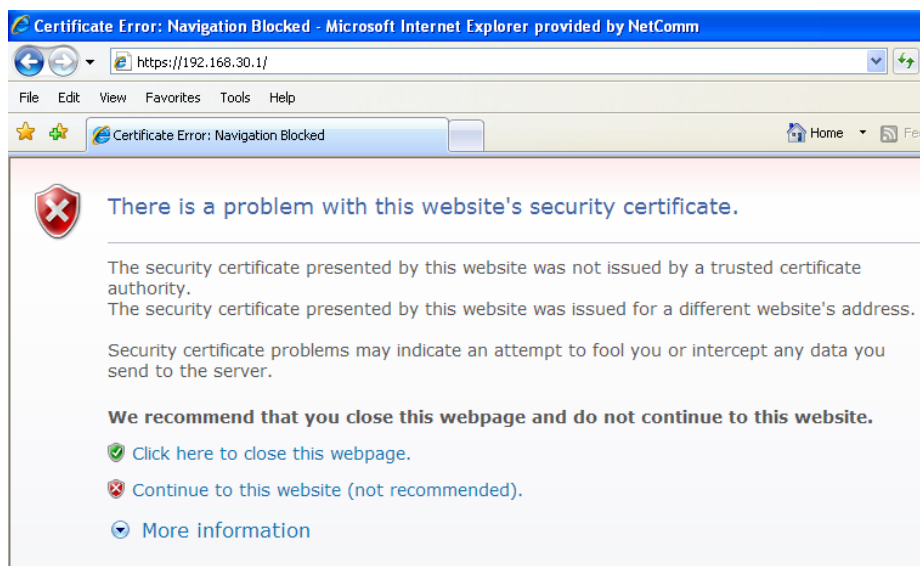 Certificate Error: Navigation Blocked - Microsoft Internet Explorer provided by NetComm
https://192.168.30.1/
File Edit View Favorites Tools Help
Certificate Error: Navigation Blocked
Home
There is a problem with this website's security certificate.
The security certificate presented by this website was not issued by a trusted certificate
authority.
The security certificate presented by this website was issued for a different website's address.
Security certificate problems may indicate an attempt to fool you or intercept any data you
send to the server.
We recommend that you close this webpage and do not continue to this website.
Click here to close this webpage.
Continue to this website (not recommended).
More information